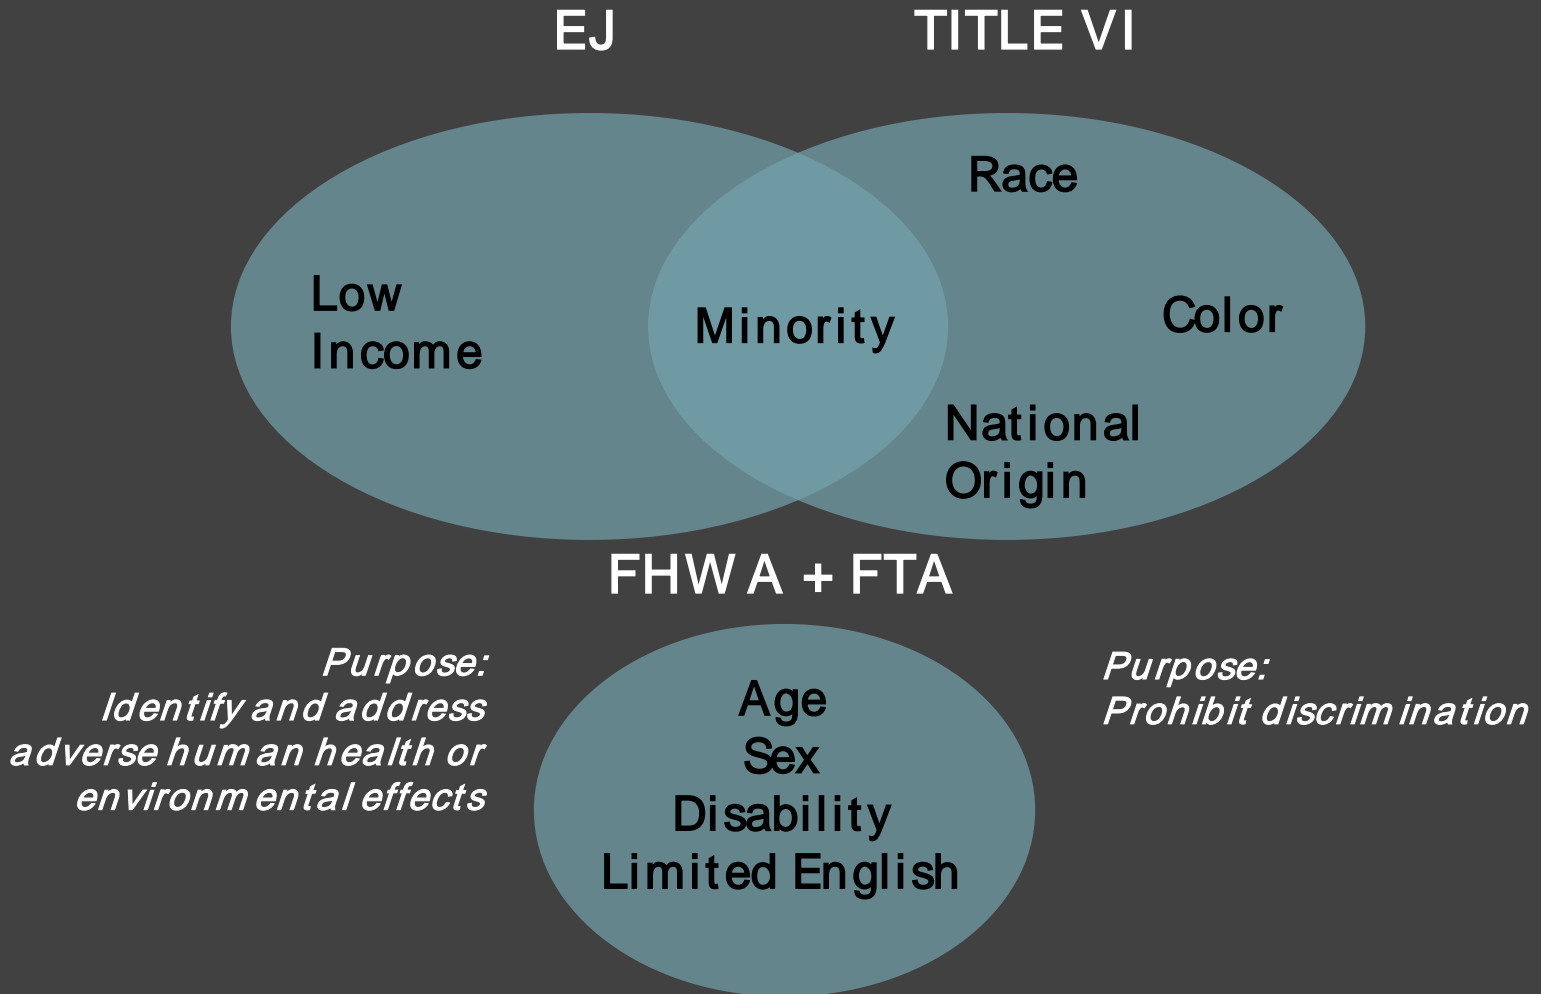 EJ
TITLE VI
Race
Low
Income
Minority
Color
National
Origin
FHWA + FTA
Purpose:
Identify and address
adverse human health or
environmental effects
Age
Sex
Disability
Limited English
Purpose:
Prohibit discrimination